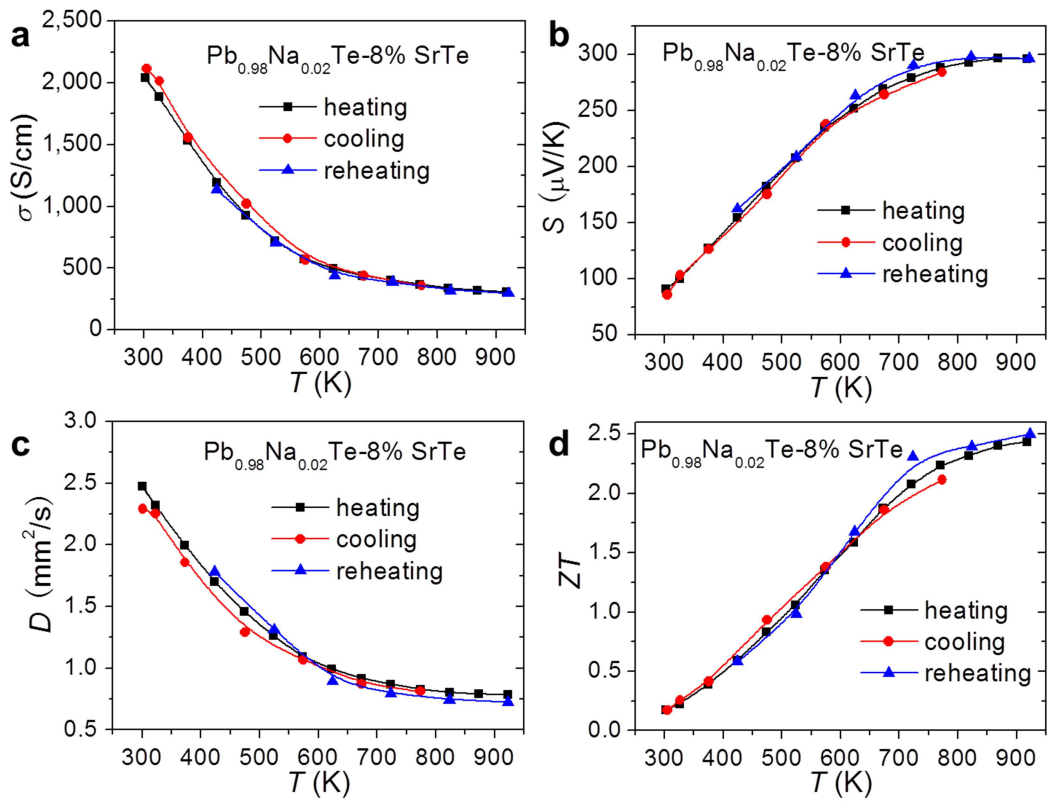 a
2,500
2,000
1,500
1,000
500
0
σ (S/cm)
Pb0.98Na0.02Te-8% SrTe
heating
cooling
reheating
300 400 500 600 700 800 900
T (K)
b
300
250
200
150
100
50
S (μV/K)
Pb0.98Na0.02Te-8% SrTe
heating
cooling
reheating
300 400 500 600 700 800 900
T (K)
c
3.0
2.5
2.0
1.5
1.0
0.5
D (mm²/s)
Pb0.98Na0.02Te-8% SrTe
heating
cooling
reheating
300 400 500 600 700 800 900
T (K)
d
2.5
2.0
1.5
1.0
0.5
0.0
ZT
Pb0.98Na0.02Te-8% SrTe
heating
cooling
reheating
300 400 500 600 700 800 900
T (K)